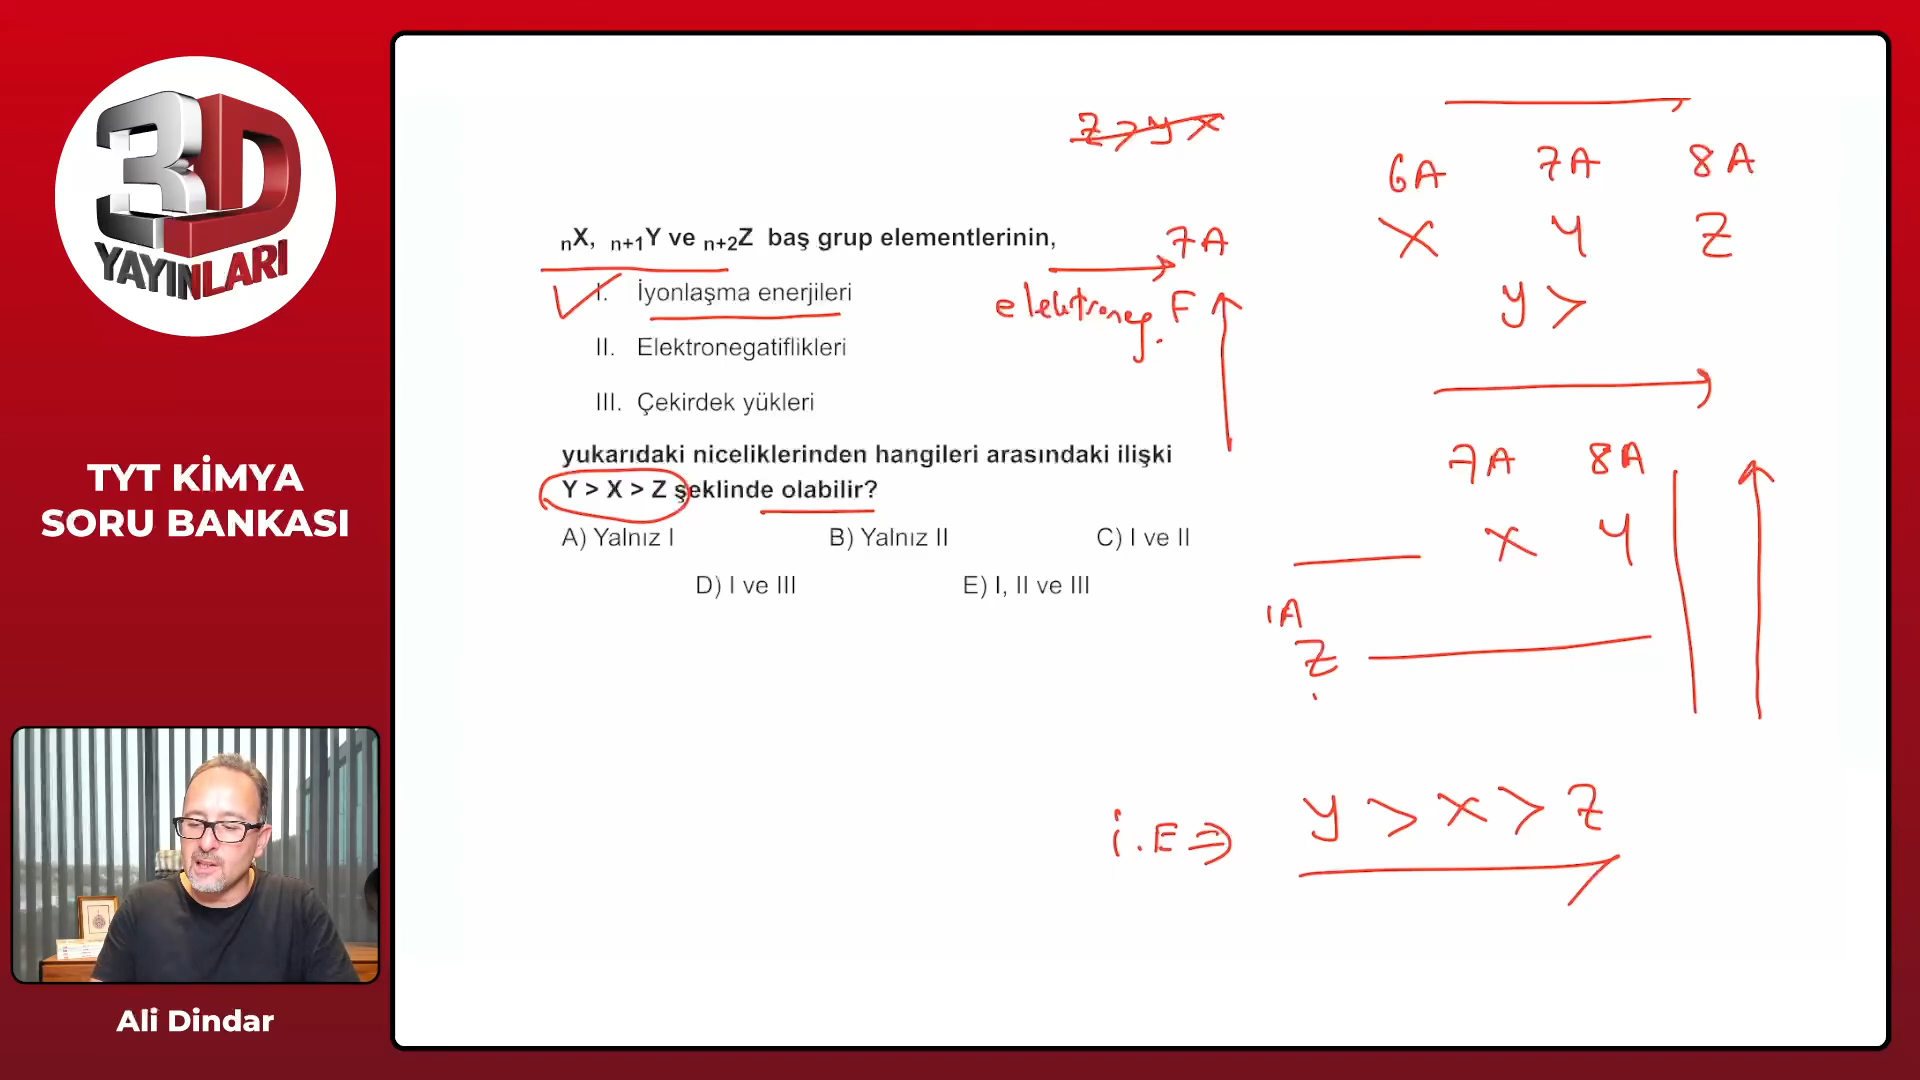 3D
YAYINLARI
TYT KİMYA
SORU BANKASI
Ali Dindar
Z > Y X
nX, n+1Y ve n+2Z baş grup elementlerinin,
I. İyonlaşma enerjileri
II. Elektronegatiflikleri
III. Çekirdek yükleri
yukarıdaki niceliklerinden hangileri arasındaki ilişki
Y > X > Z şeklinde olabilir?
A) Yalnız I B) Yalnız II C) I ve II
D) I ve III E) I, II ve III
7A
elektroneg. F
6A 7A 8A
X Y Z
y >
7A 8A
X Y
1A
Z
i.E ⇒ y > x > z